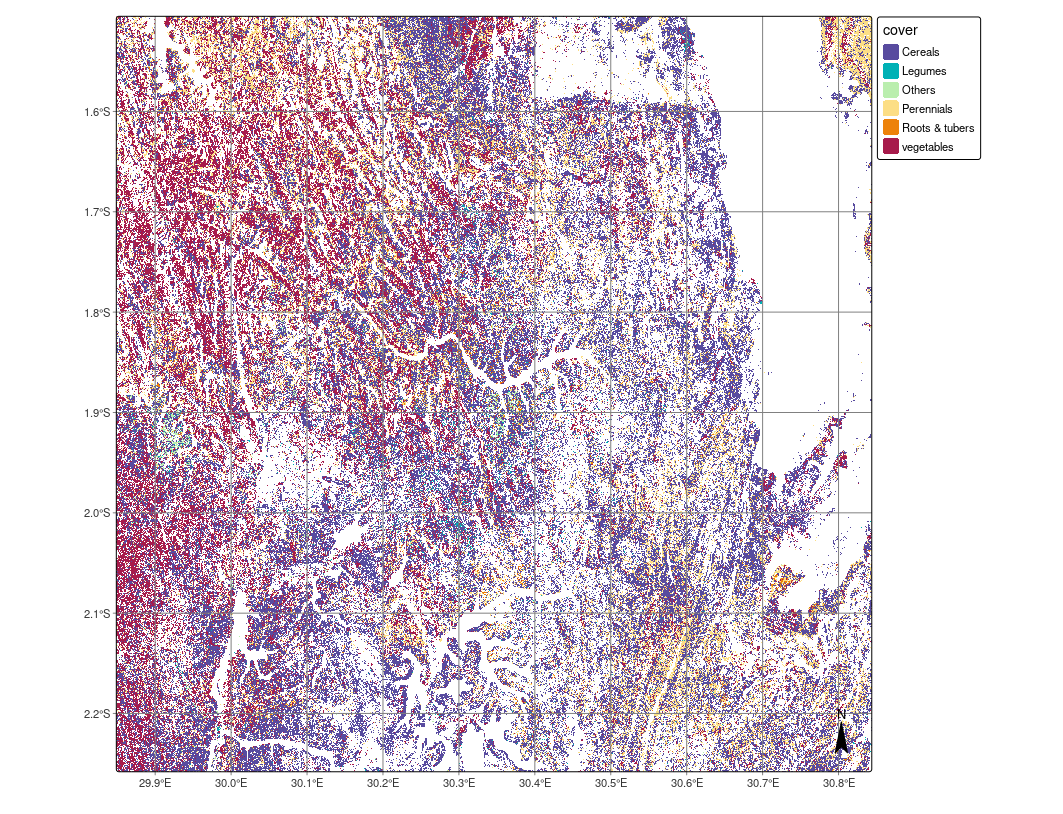 cover
Cereals
Legumes
Others
Perennials
Roots & tubers
vegetables
1.6°S
1.7°S
1.8°S
1.9°S
2.0°S
2.1°S
2.2°S
N
29.9°E 30.0°E 30.1°E 30.2°E 30.3°E 30.4°E 30.5°E 30.6°E 30.7°E 30.8°E